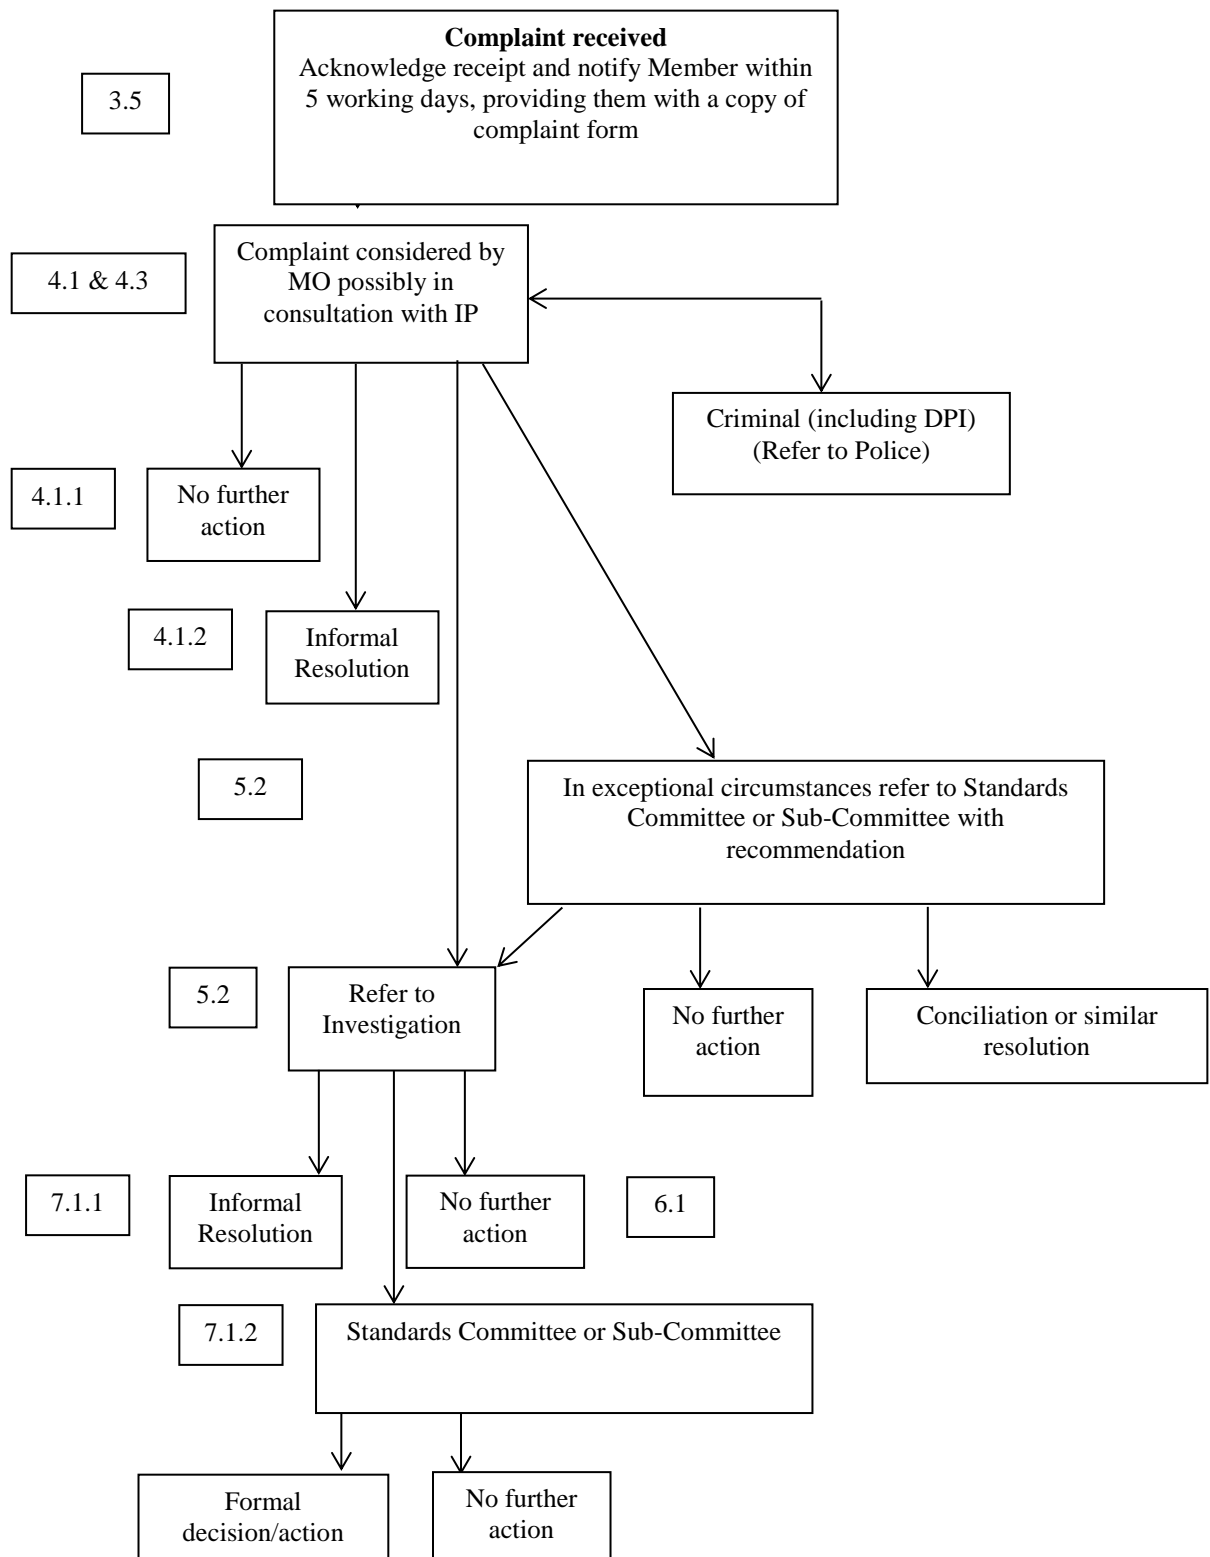 Complaint received
Acknowledge receipt and notify Member within
5 working days, providing them with a copy of
complaint form
3.5
Complaint considered by
MO possibly in
consultation with IP
4.1 & 4.3
Criminal (including DPI)
(Refer to Police)
4.1.1
No further
action
4.1.2
Informal
Resolution
5.2
In exceptional circumstances refer to Standards
Committee or Sub-Committee with
recommendation
5.2
Refer to
Investigation
No further
action
Conciliation or similar
resolution
7.1.1
Informal
Resolution
No further
action
6.1
7.1.2
Standards Committee or Sub-Committee
Formal
decision/action
No further
action